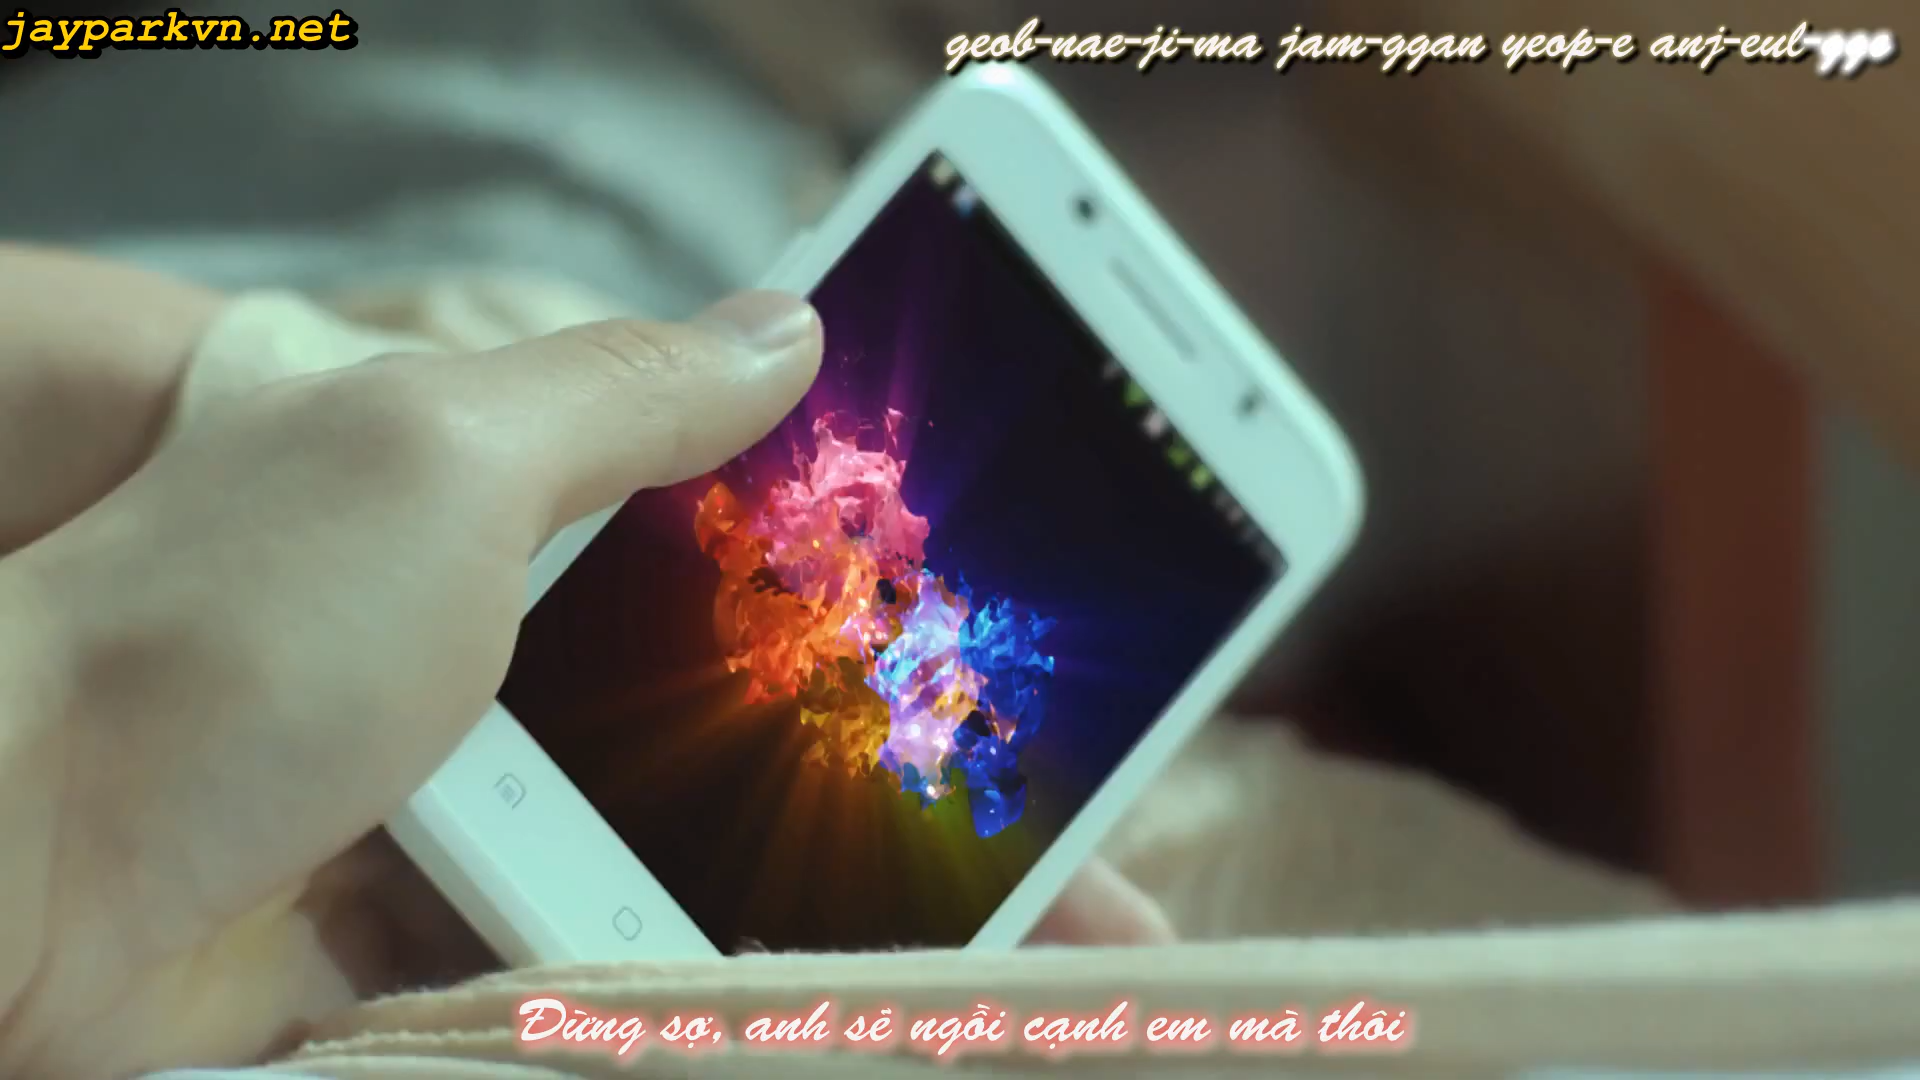 jayparkvn.net
geob-nae-ji-ma jam-ggan yeop-e anj-eul-gge
Đừng sợ, anh sẽ ngồi cạnh em mà thôi